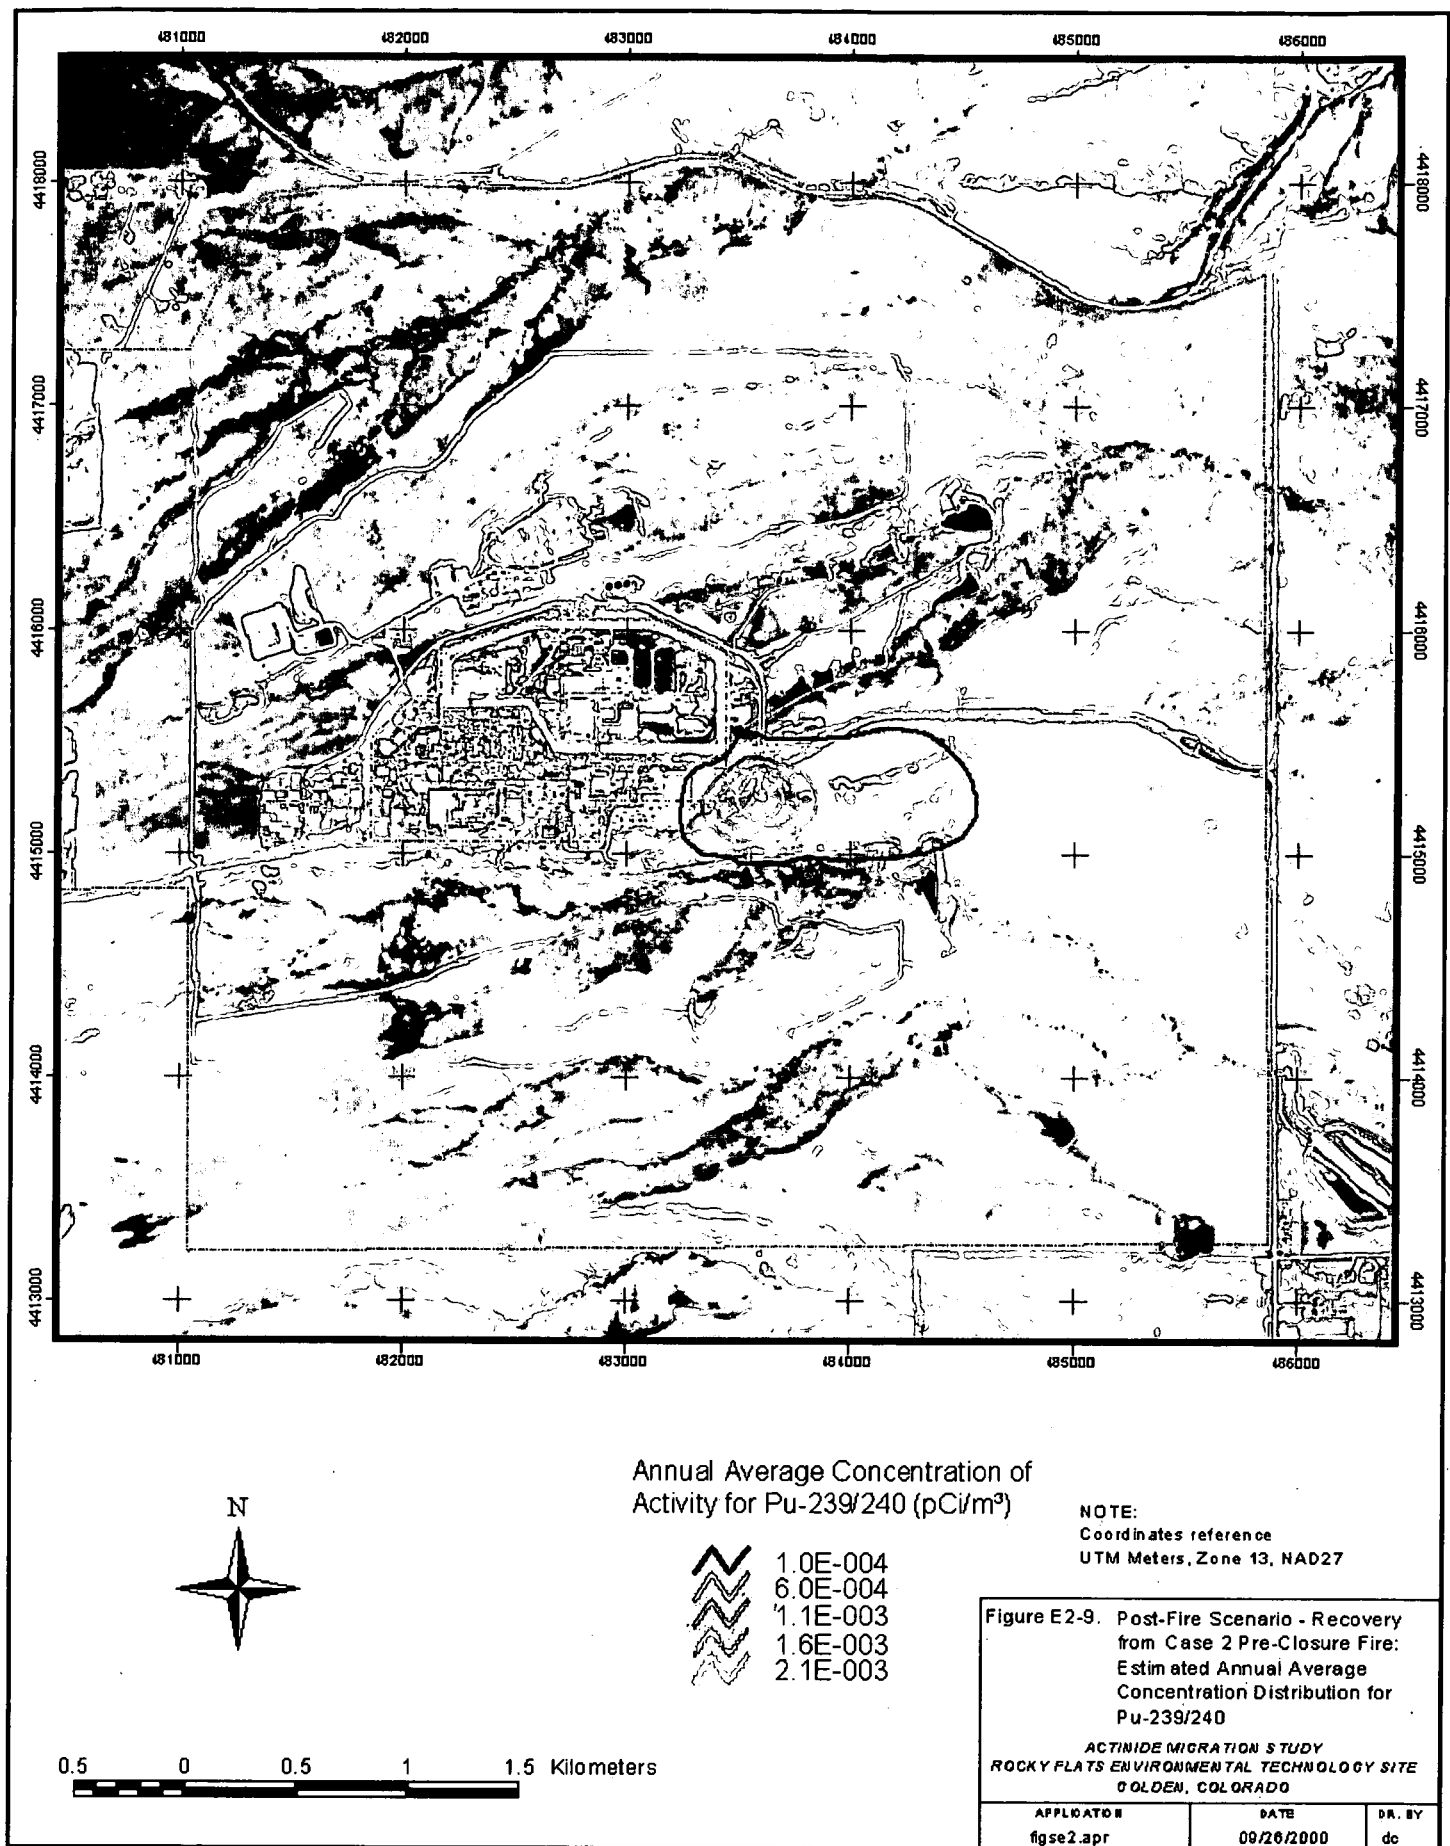 481000 482000 483000 484000 485000 486000
4418000
4418000
4417000
4417000
4416000
4416000
4415000
4415000
4414000
4414000
4413000
4413000
481000 482000 483000 484000 485000 486000
Annual Average Concentration of
Activity for Pu-239/240 (pCi/m³)
1.0E-004
6.0E-004
1.1E-003
1.6E-003
2.1E-003
N
NOTE:
Coordinates reference
UTM Meters, Zone 13, NAD27
0.5 0 0.5 1 1.5 Kilometers
Figure E2-9. Post-Fire Scenario - Recovery
from Case 2 Pre-Closure Fire:
Estimated Annual Average
Concentration Distribution for
Pu-239/240
ACTINIDE MIGRATION STUDY
ROCKY FLATS ENVIRONMENTAL TECHNOLOGY SITE
GOLDEN, COLORADO
APPLICATION DATE DR. BY
figse2.apr 09/26/2000 dc